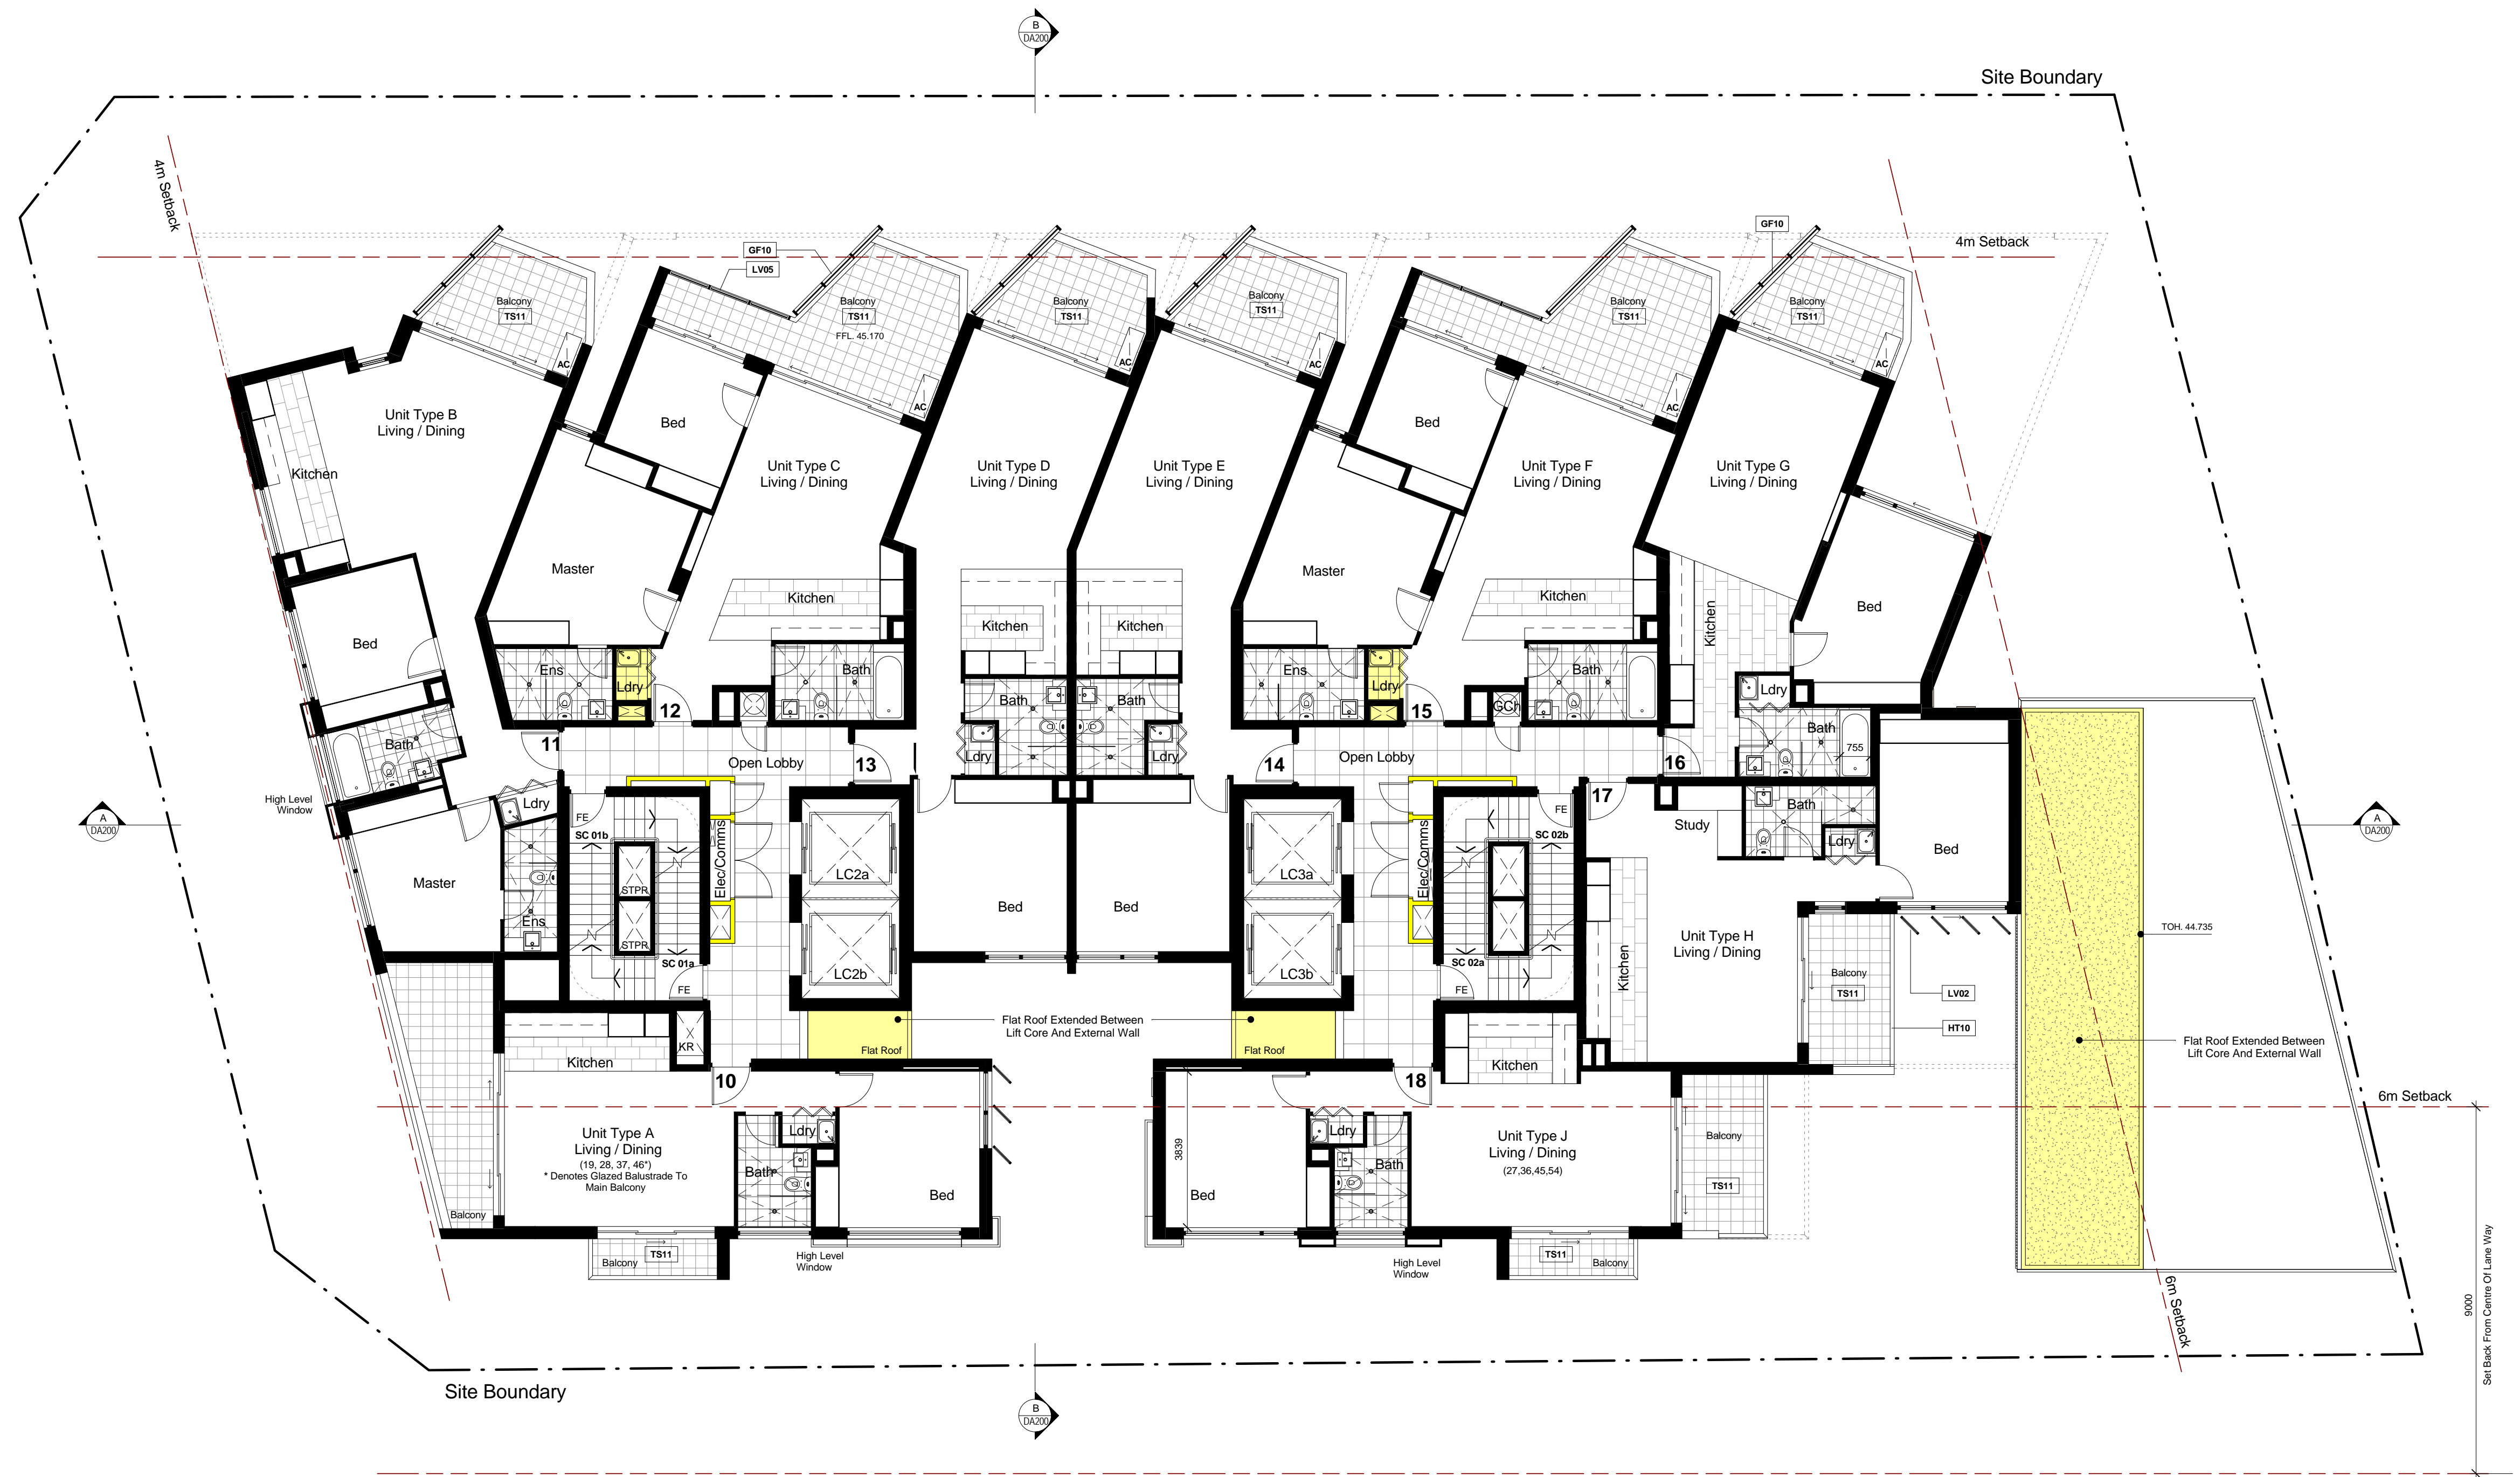 B
DA200
Site Boundary
4m Setback
GF10
LV05
GF10
4m Setback
Balcony
TS11
AC
Balcony
TS11
FFL. 45.170
AC
Balcony
TS11
AC
Balcony
TS11
AC
Balcony
TS11
AC
Balcony
TS11
AC
Unit Type B
Living / Dining
Bed
Bed
Kitchen
Unit Type C
Living / Dining
Unit Type D
Living / Dining
Unit Type E
Living / Dining
Unit Type F
Living / Dining
Unit Type G
Living / Dining
Master
Master
Kitchen
Kitchen
Kitchen
Kitchen
Kitchen
Bed
Bed
Ens
Ldry
Bath
Bath
Bath
Ens
Ldry
Bath
GCh
Ldry
Bath
755
11
12
13
14
15
16
17
Bath
Open Lobby
Open Lobby
Ldry
Ldry
High Level
Window
Ldry
A
DA200
FE
SC 01b
STPR
STPR
SC 01a
FE
Elec/Comms
LC2a
LC2b
Master
Ens
Bed
Bed
LC3a
LC3b
Elec/Comms
FE
SC 02b
SC 02a
FE
Study
Bath
Ldry
Bed
A
DA200
Unit Type H
Living / Dining
Kitchen
Balcony
TS11
LV02
HT10
TOH. 44.735
Flat Roof Extended Between
Lift Core And External Wall
Flat Roof
Flat Roof
Flat Roof Extended Between
Lift Core And External Wall
Kitchen
KR
10
18
Kitchen
6m Setback
Unit Type A
Living / Dining
(19, 28, 37, 46*)
* Denotes Glazed Balustrade To
Main Balcony
Balcony
Ldry
Bath
Bed
3839
Bed
Ldry
Bath
Unit Type J
Living / Dining
(27,36,45,54)
Balcony
TS11
TS11
Balcony
High Level
Window
High Level
Window
TS11
Balcony
6m Setback
9000
Set Back From Centre Of Lane Way
Site Boundary
B
DA200